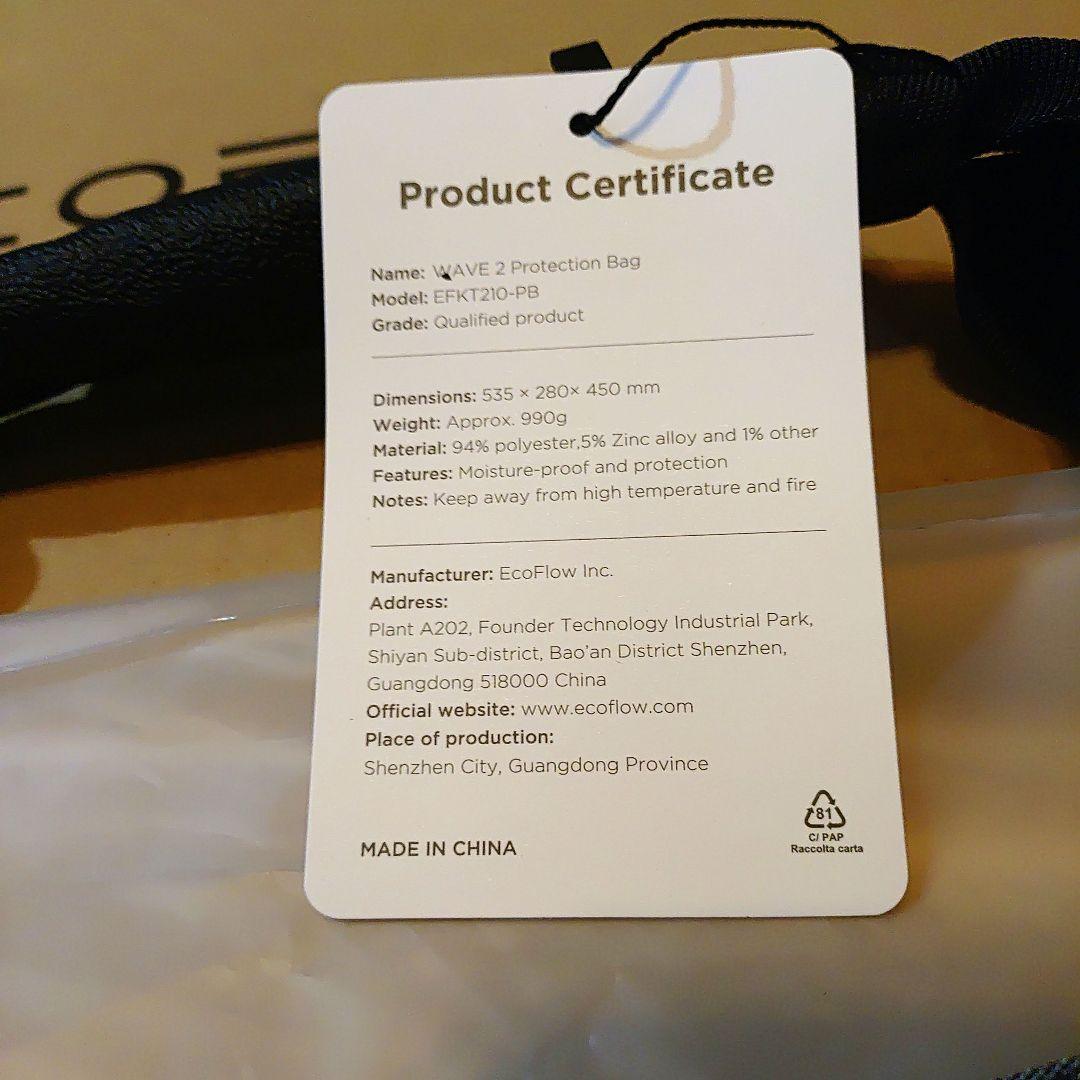 Product Certificate
Name: WAVE 2 Protection Bag
Model: EFKT210-PB
Grade: Qualified product
Dimensions: 535 × 280× 450 mm
Weight: Approx. 990g
Material: 94% polyester,5% Zinc alloy and 1% other
Features: Moisture-proof and protection
Notes: Keep away from high temperature and fire
Manufacturer: EcoFlow Inc.
Address:
Plant A202, Founder Technology Industrial Park,
Shiyan Sub-district, Bao'an District Shenzhen,
Guangdong 518000 China
Official website: www.ecoflow.com
Place of production:
Shenzhen City, Guangdong Province
MADE IN CHINA
81
C/ PAP
Raccolta carta